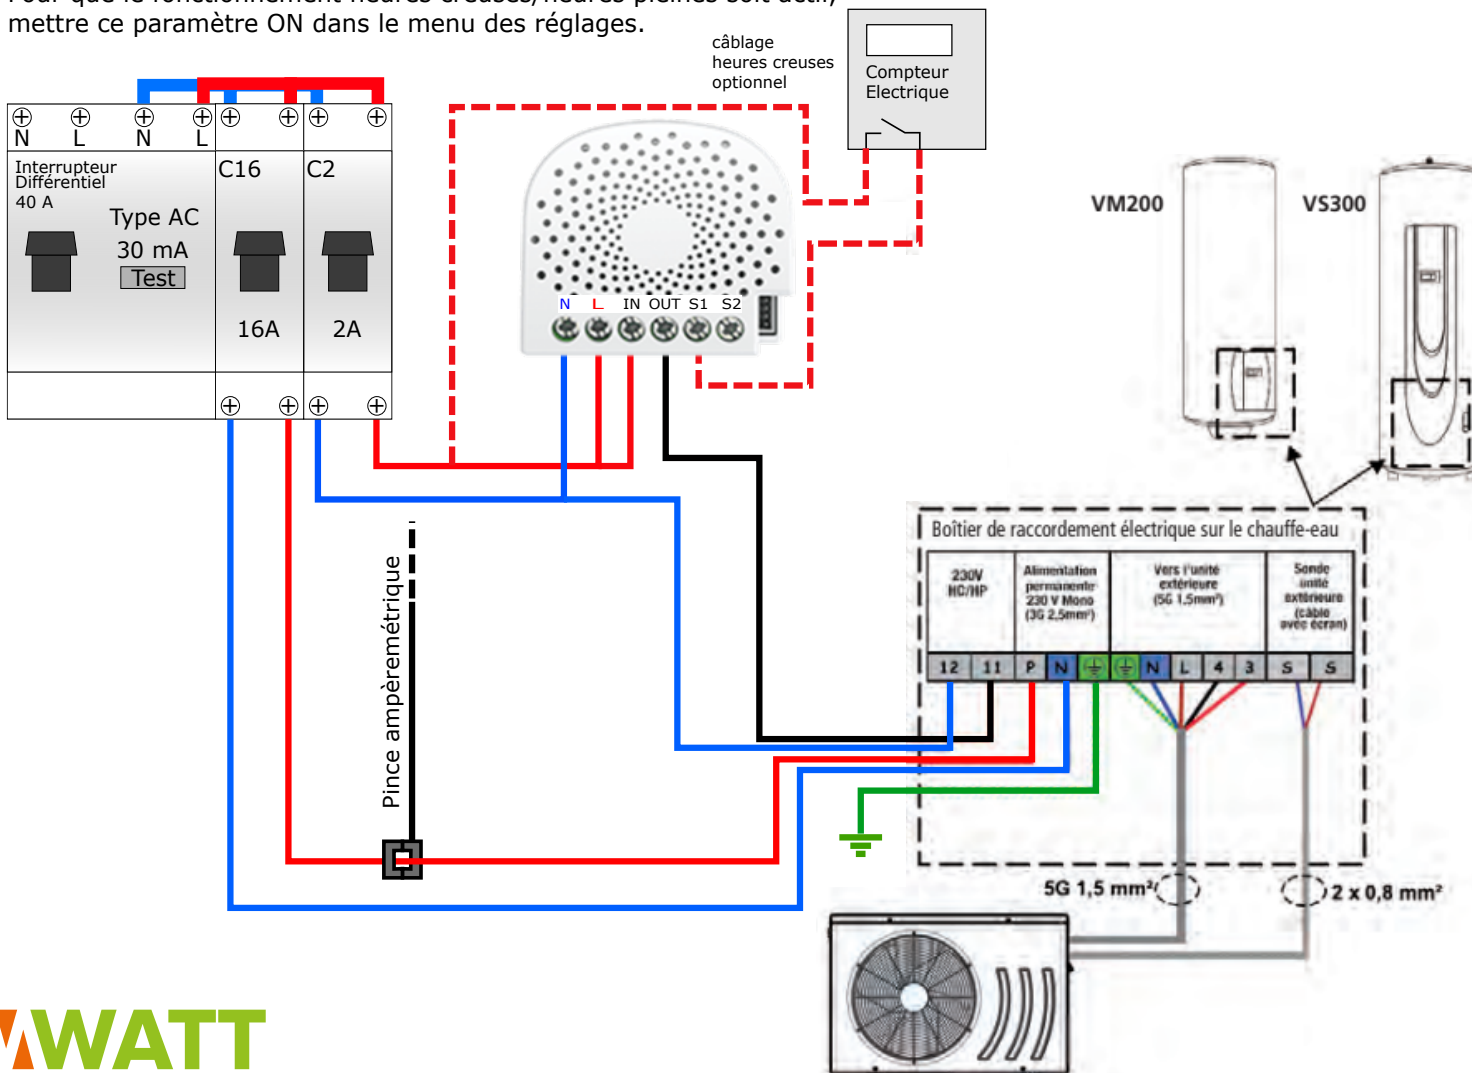 mettre ce paramètre ON dans le menu des réglages.
câblage
heures creuses
optionnel
Compteur
Electrique
N L N L
Interrupteur
Différentiel
40 A
Type AC
30 mA
Test
C16
16A
C2
2A
N L IN OUT S1 S2
VM200
VS300
Pince ampèremétrique
Boîtier de raccordement électrique sur le chauffe-eau
230V
HC/HP
Alimentation
permanente
230 V Mono
(3G 2,5mm²)
Vers l'unité
extérieure
(5G 1,5mm²)
Sonde
unité
extérieure
(câble
avec écran)
12 11 P N N L 4 3 S S
5G 1,5 mm²
2 x 0,8 mm²
WATT